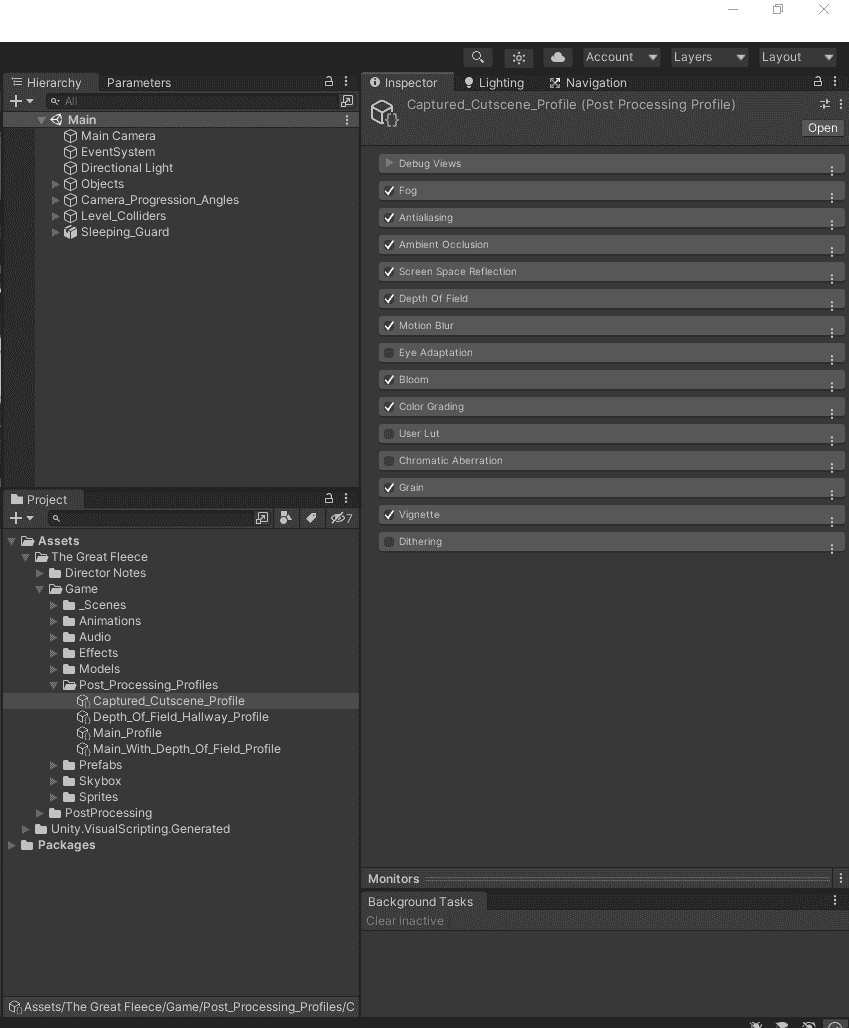 Account
Layers
Layout
Hierarchy
Parameters
All
Main
Main Camera
EventSystem
Directional Light
Objects
Camera_Progression_Angles
Level_Colliders
Sleeping_Guard
Project
7
Assets
The Great Fleece
Director Notes
Game
_Scenes
Animations
Audio
Effects
Models
Post_Processing_Profiles
Captured_Cutscene_Profile
Depth_Of_Field_Hallway_Profile
Main_Profile
Main_With_Depth_Of_Field_Profile
Prefabs
Skybox
Sprites
PostProcessing
Unity.VisualScripting.Generated
Packages
Assets/The Great Fleece/Game/Post_Processing_Profiles/C
Inspector
Lighting
Navigation
Captured_Cutscene_Profile (Post Processing Profile)
Open
Debug Views
Fog
Antialiasing
Ambient Occlusion
Screen Space Reflection
Depth Of Field
Motion Blur
Eye Adaptation
Bloom
Color Grading
User Lut
Chromatic Aberration
Grain
Vignette
Dithering
Monitors
Background Tasks
Clear inactive